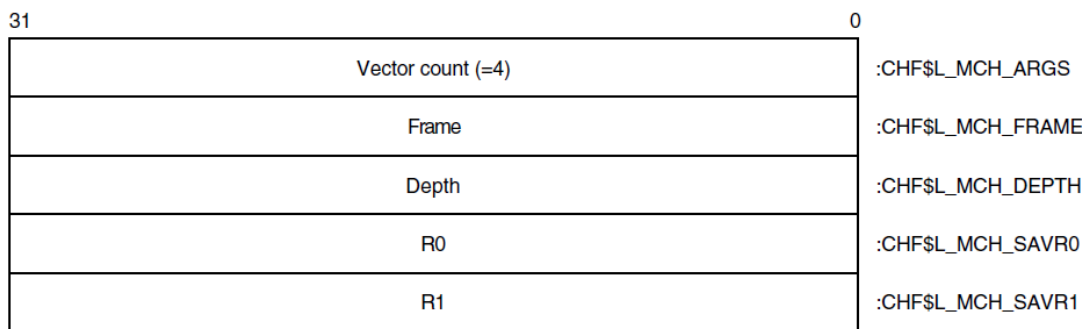 31 0
Vector count (=4) :CHF$L_MCH_ARGS
Frame :CHF$L_MCH_FRAME
Depth :CHF$L_MCH_DEPTH
R0 :CHF$L_MCH_SAVR0
R1 :CHF$L_MCH_SAVR1